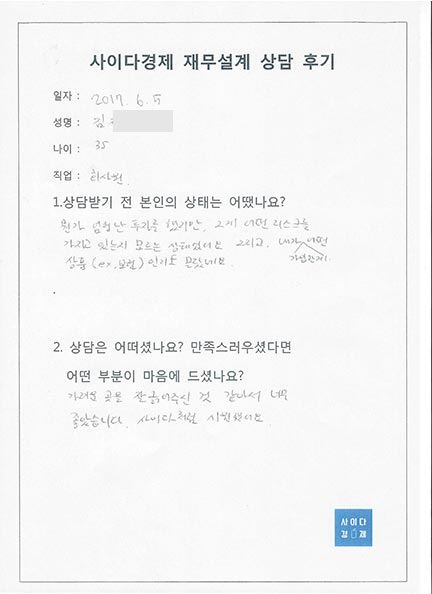 사이다경제 재무설계 상담 후기
일자 : 2017. 6. 5
성명 : 김
나이 : 35
직업 : 회사원
1.상담받기 전 본인의 상태는 어땠나요?
뭔가 엄청난 투자를 했지만, 그게 어떤 리스크를
가지고 있는지 모르는 상태였어요 그리고, 내가 어떤
상품 (ex, 보험) 인지도 몰랐네요. 가입한게
2. 상담은 어떠셨나요? 만족스러우셨다면
어떤 부분이 마음에 드셨나요?
가려운 곳을 긁어주신 것 같아서 너무
좋았습니다. 사이다처럼 시원했어요
사이다
경제